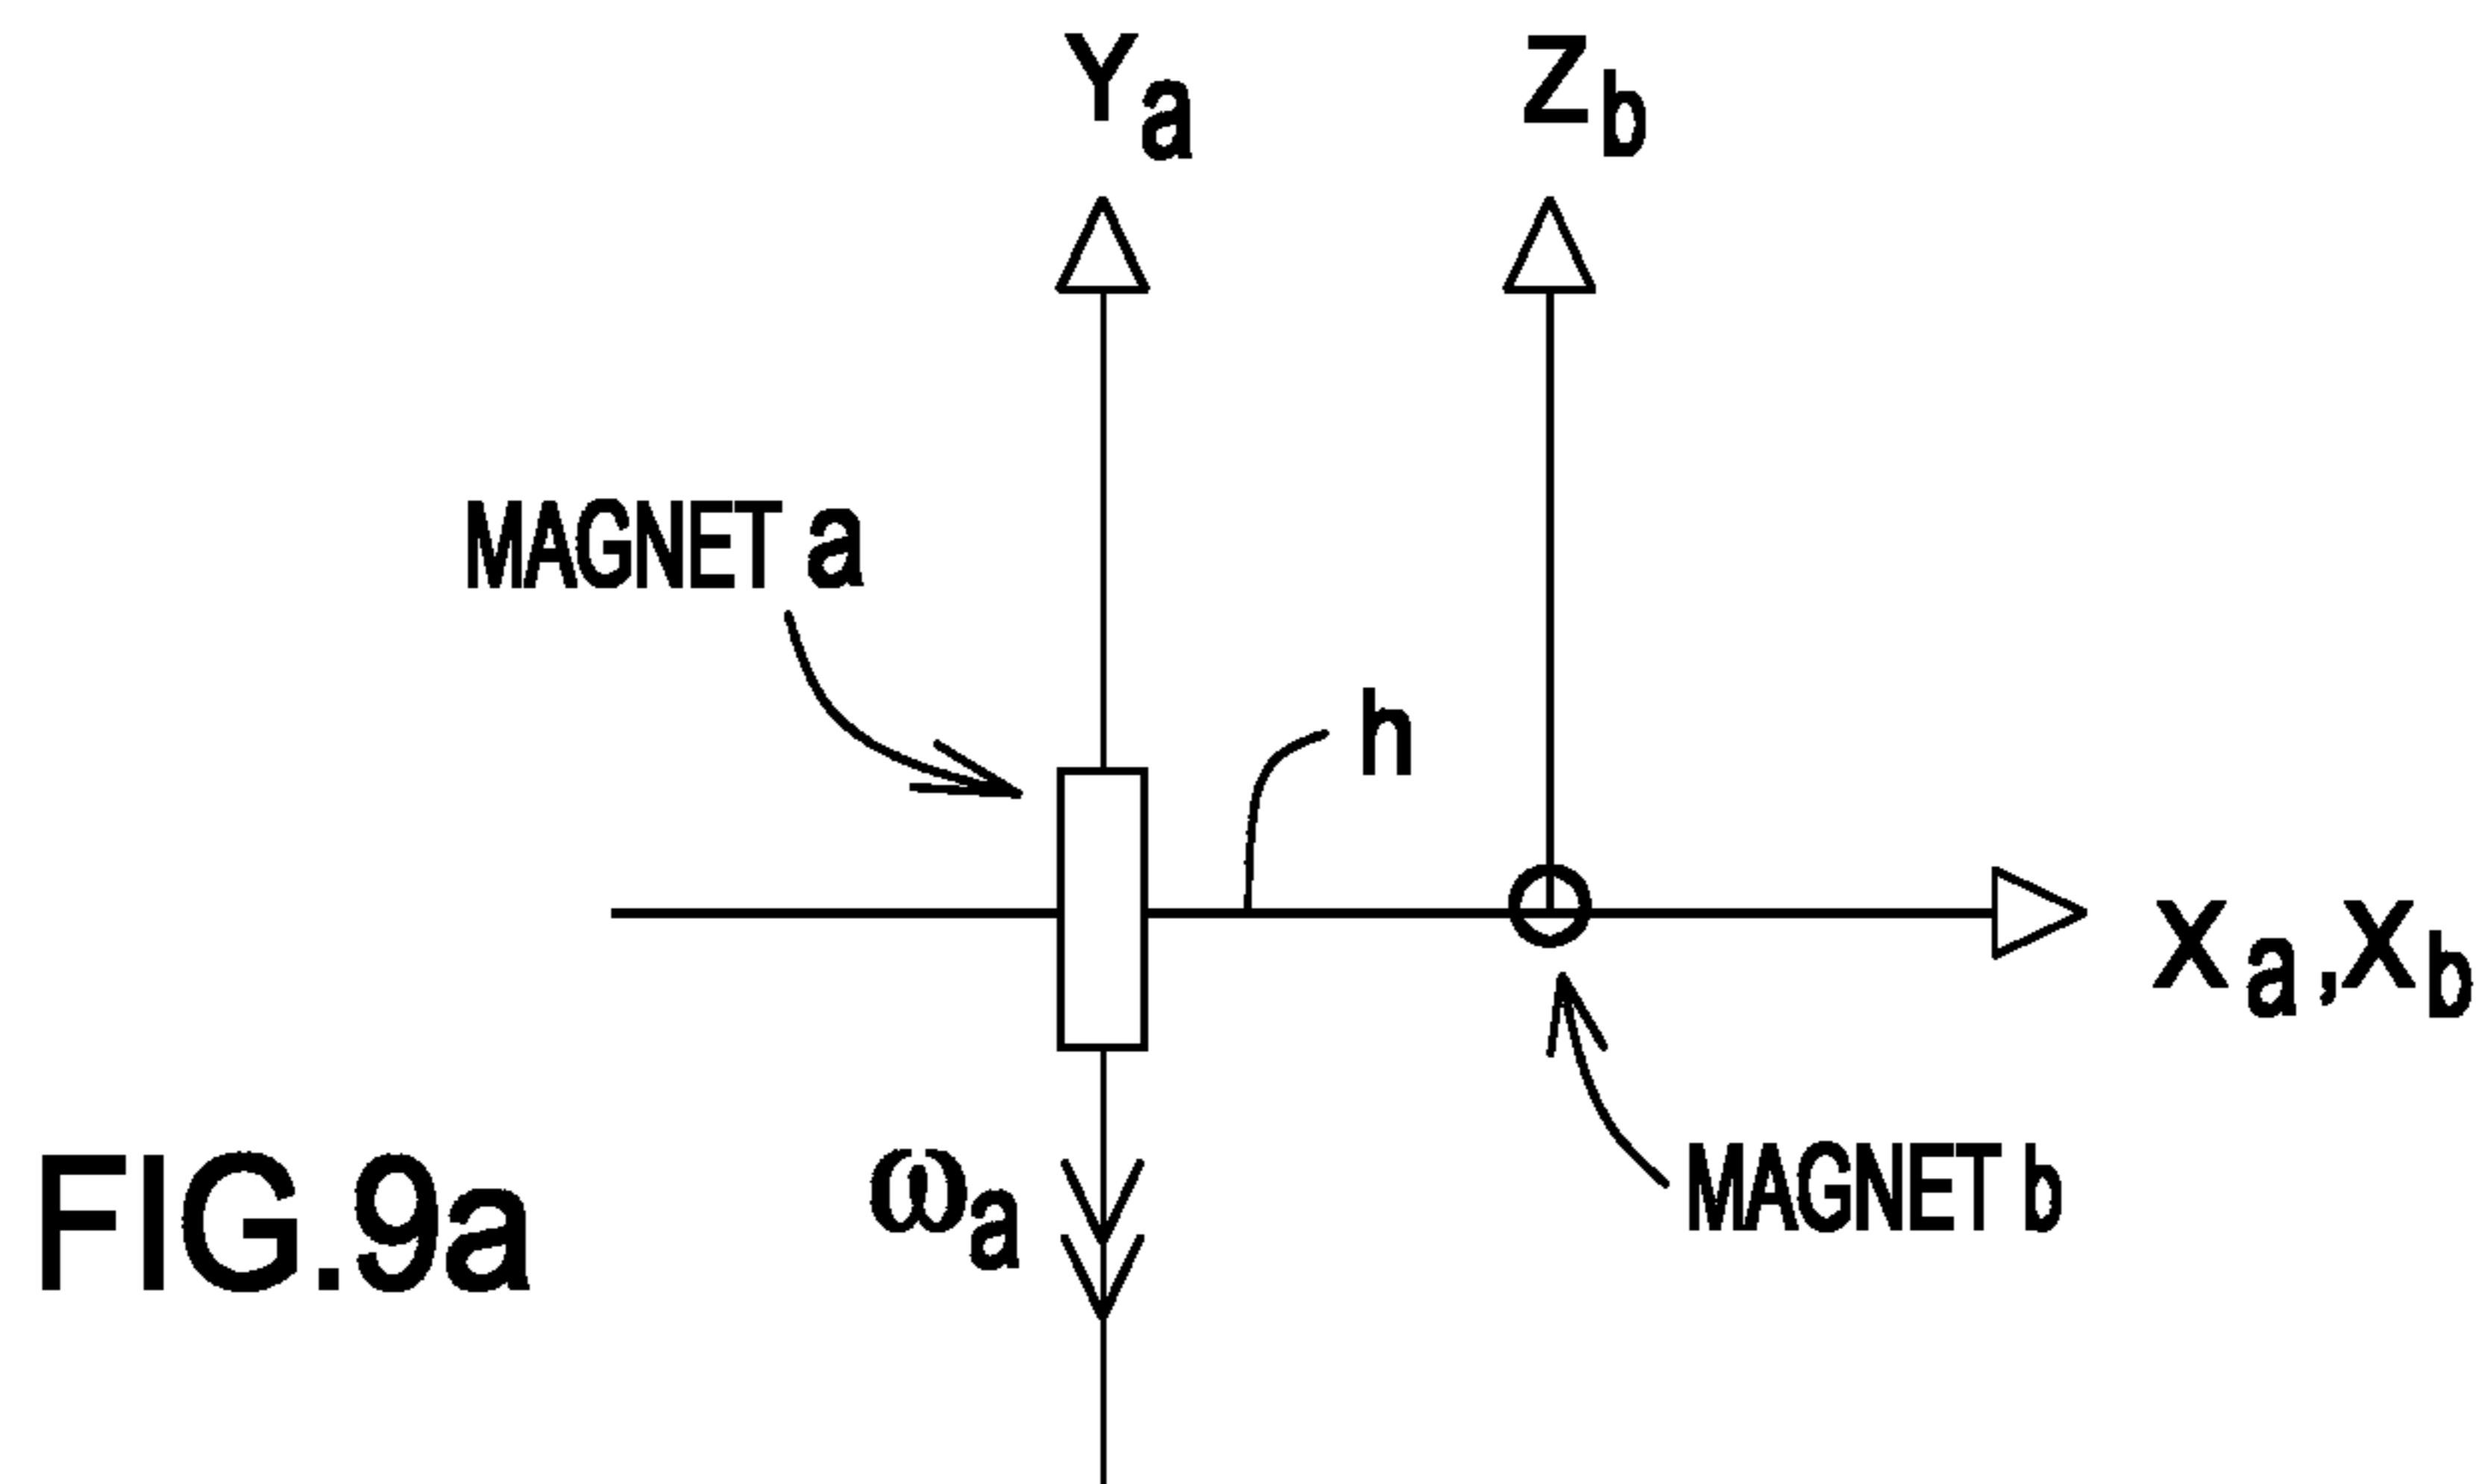 Ya
Zb
MAGNET a
h
Xa,Xb
ωa
MAGNET b
FIG.9a